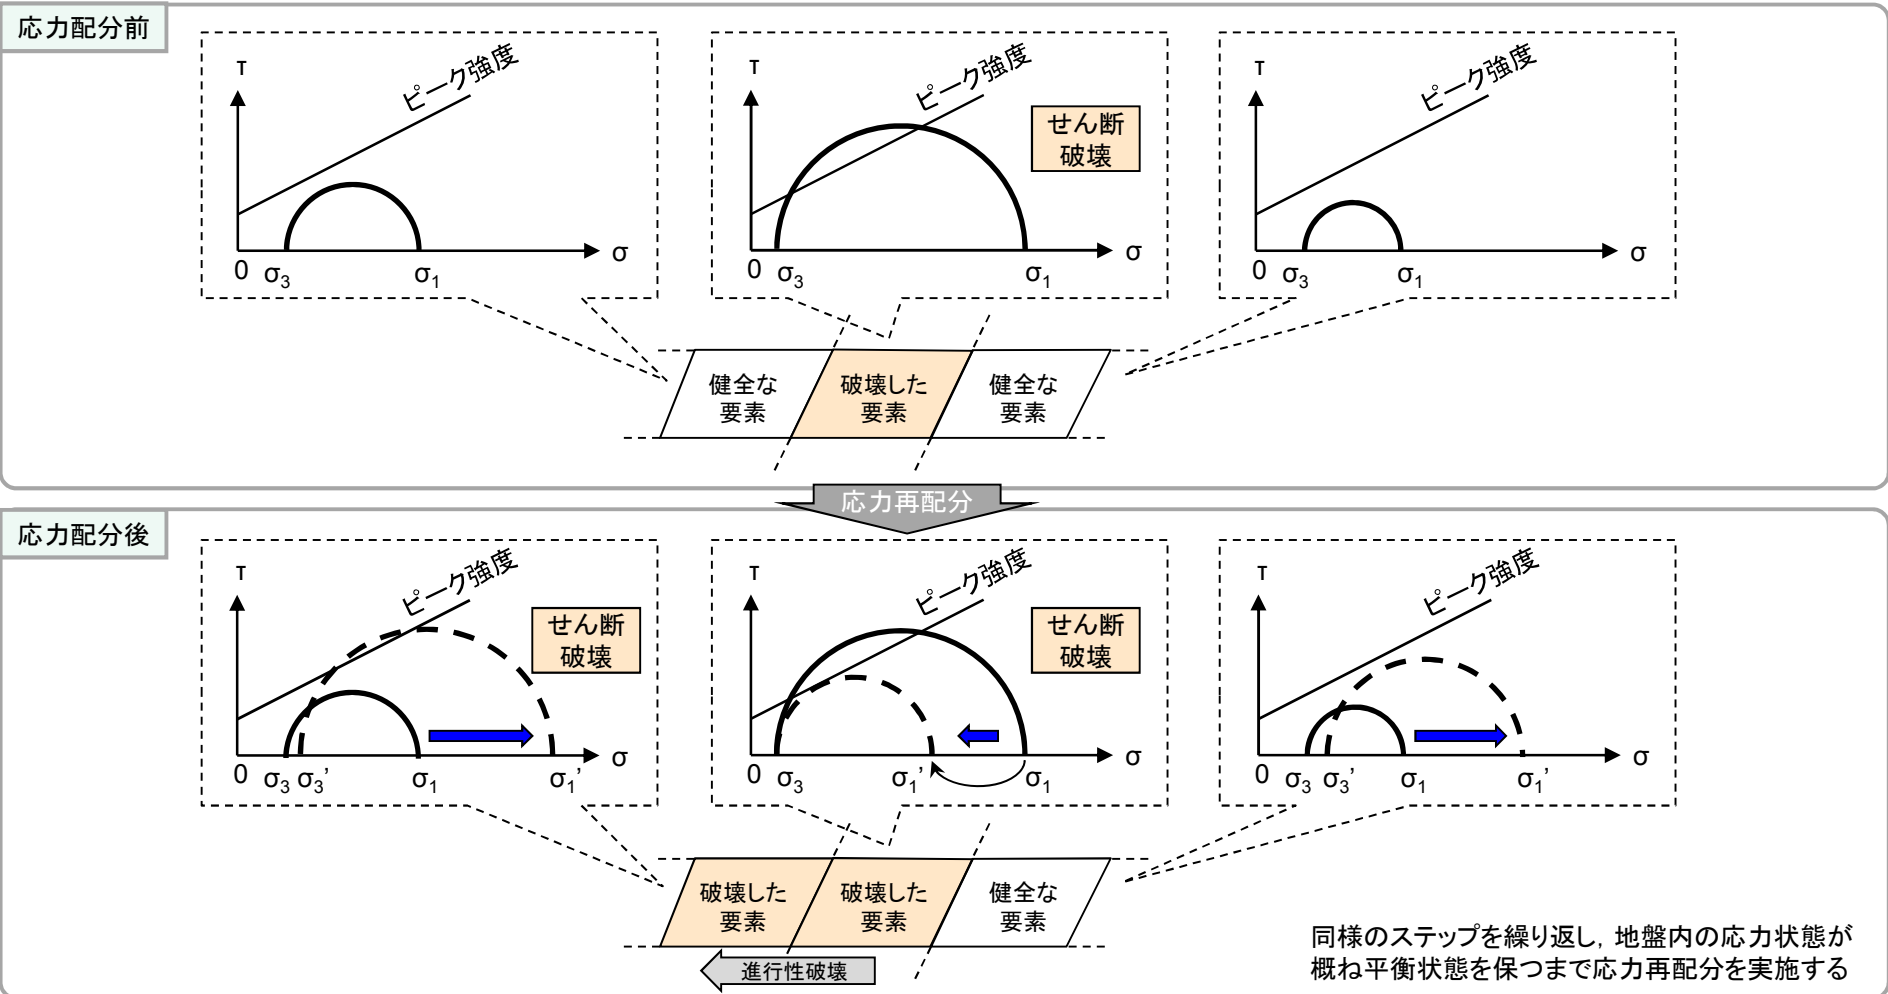 応力配分前
τ
ピーク強度
0
σ3
σ1
σ
τ
ピーク強度
せん断
破壊
0
σ3
σ1
σ
τ
ピーク強度
0
σ3
σ1
σ
健全な
要素
破壊した
要素
健全な
要素
応力再配分
応力配分後
τ
ピーク強度
せん断
破壊
0
σ3
σ3’
σ1
σ1’
σ
τ
ピーク強度
せん断
破壊
0
σ3
σ1’
σ1
σ
τ
ピーク強度
0
σ3
σ3’
σ1
σ1’
σ
破壊した
要素
破壊した
要素
健全な
要素
進行性破壊
同様のステップを繰り返し，地盤内の応力状態が
概ね平衡状態を保つまで応力再配分を実施する